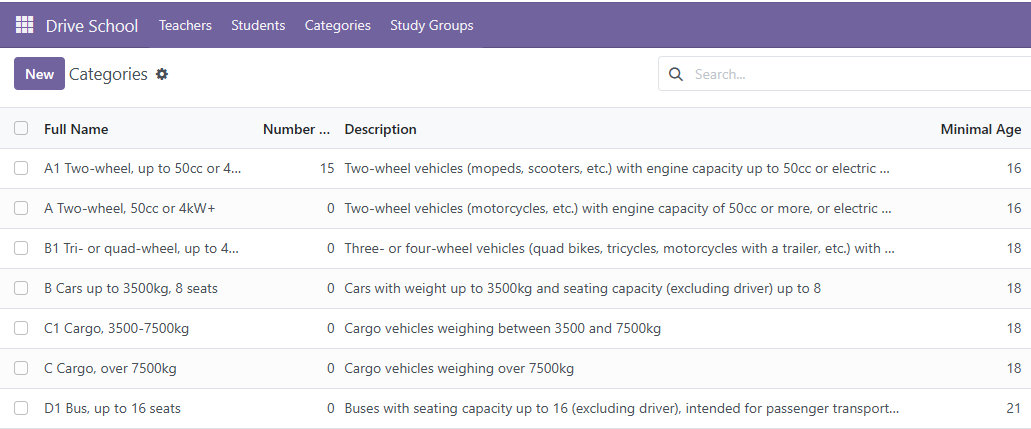 Drive School Teachers Students Categories Study Groups
New Categories Search...
Full Name Number ... Description Minimal Age
A1 Two-wheel, up to 50cc or 4... 15 Two-wheel vehicles (mopeds, scooters, etc.) with engine capacity up to 50cc or electric ... 16
A Two-wheel, 50cc or 4kW+ 0 Two-wheel vehicles (motorcycles, etc.) with engine capacity of 50cc or more, or electric ... 16
B1 Tri- or quad-wheel, up to 4... 0 Three- or four-wheel vehicles (quad bikes, tricycles, motorcycles with a trailer, etc.) with ... 18
B Cars up to 3500kg, 8 seats 0 Cars with weight up to 3500kg and seating capacity (excluding driver) up to 8 18
C1 Cargo, 3500-7500kg 0 Cargo vehicles weighing between 3500 and 7500kg 18
C Cargo, over 7500kg 0 Cargo vehicles weighing over 7500kg 18
D1 Bus, up to 16 seats 0 Buses with seating capacity up to 16 (excluding driver), intended for passenger transport... 21